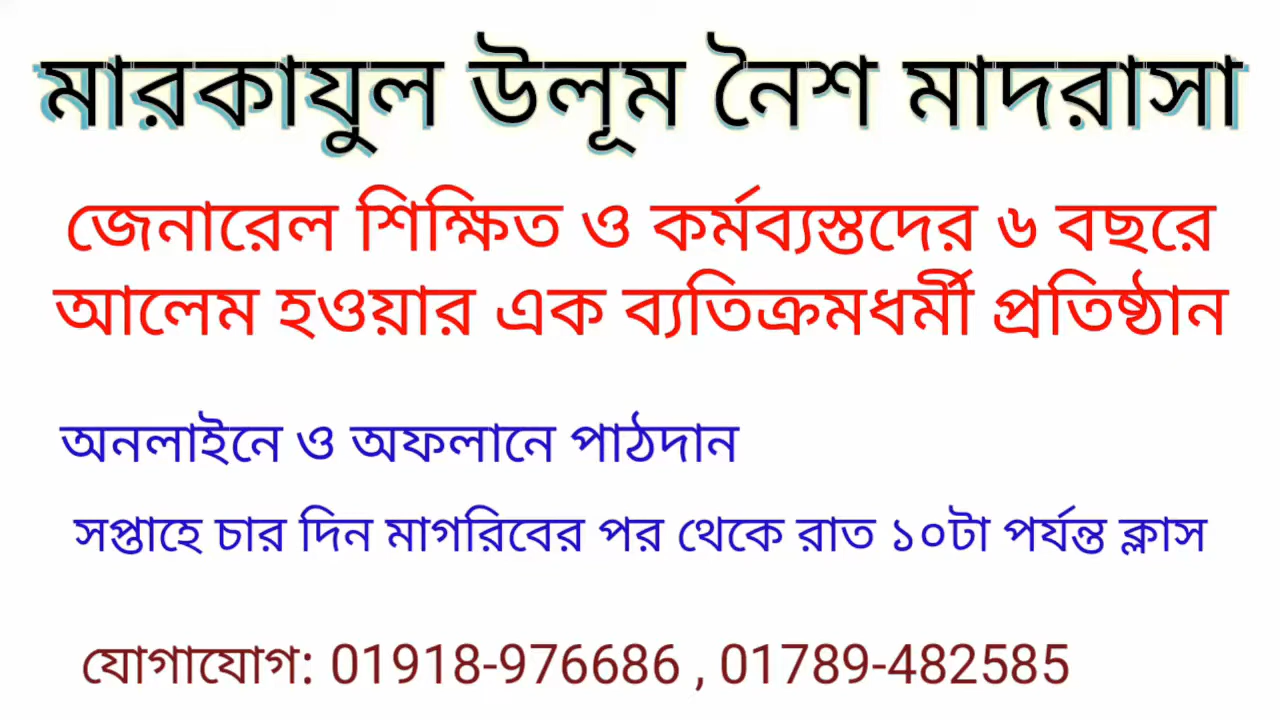 মারকাযুল উলূম নৈশ মাদরাসা
জেনারেল শিক্ষিত ও কর্মব্যস্তদের ৬ বছরে
আলেম হওয়ার এক ব্যতিক্রমধর্মী প্রতিষ্ঠান
অনলাইনে ও অফলানে পাঠদান
সপ্তাহে চার দিন মাগরিবের পর থেকে রাত ১০টা পর্যন্ত ক্লাস
যোগাযোগ: 01918-976686 , 01789-482585